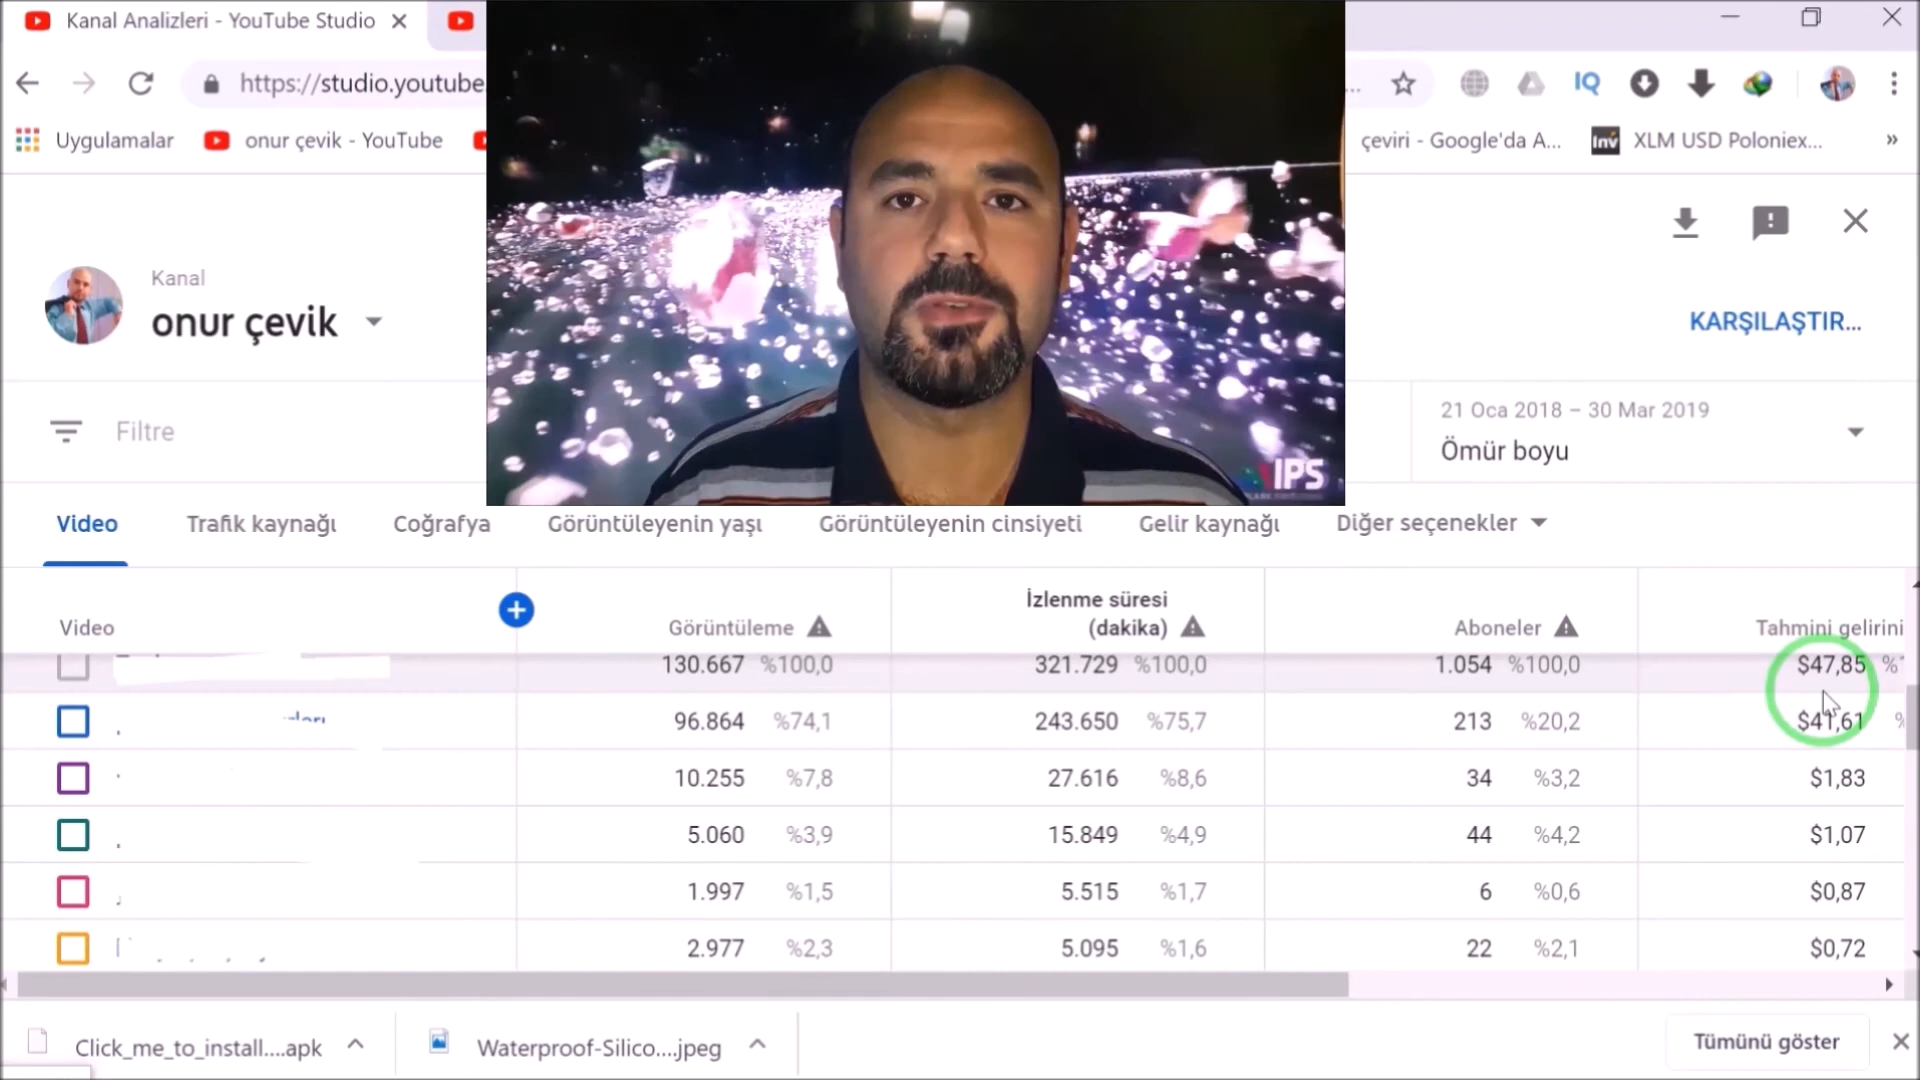 Kanal Analizleri - YouTube Studio
https://studio.youtube
Uygulamalar
onur çevik - YouTube
IQ
çeviri - Google'da A...
Inv
XLM USD Poloniex...
»
Kanal
onur çevik
KARŞILAŞTIR...
Filtre
21 Oca 2018 – 30 Mar 2019
Ömür boyu
IPS
Video
Trafik kaynağı
Coğrafya
Görüntüleyenin yaşı
Görüntüleyenin cinsiyeti
Gelir kaynağı
Diğer seçenekler
Video
Görüntüleme
İzlenme süresi
(dakika)
Aboneler
Tahmini gelirini
130.667 %100,0 321.729 %100,0 1.054 %100,0 $47,85
96.864 %74,1 243.650 %75,7 213 %20,2 $41,61
10.255 %7,8 27.616 %8,6 34 %3,2 $1,83
5.060 %3,9 15.849 %4,9 44 %4,2 $1,07
1.997 %1,5 5.515 %1,7 6 %0,6 $0,87
2.977 %2,3 5.095 %1,6 22 %2,1 $0,72
Click_me_to_install....apk
Waterproof-Silico....jpeg
Tümünü göster